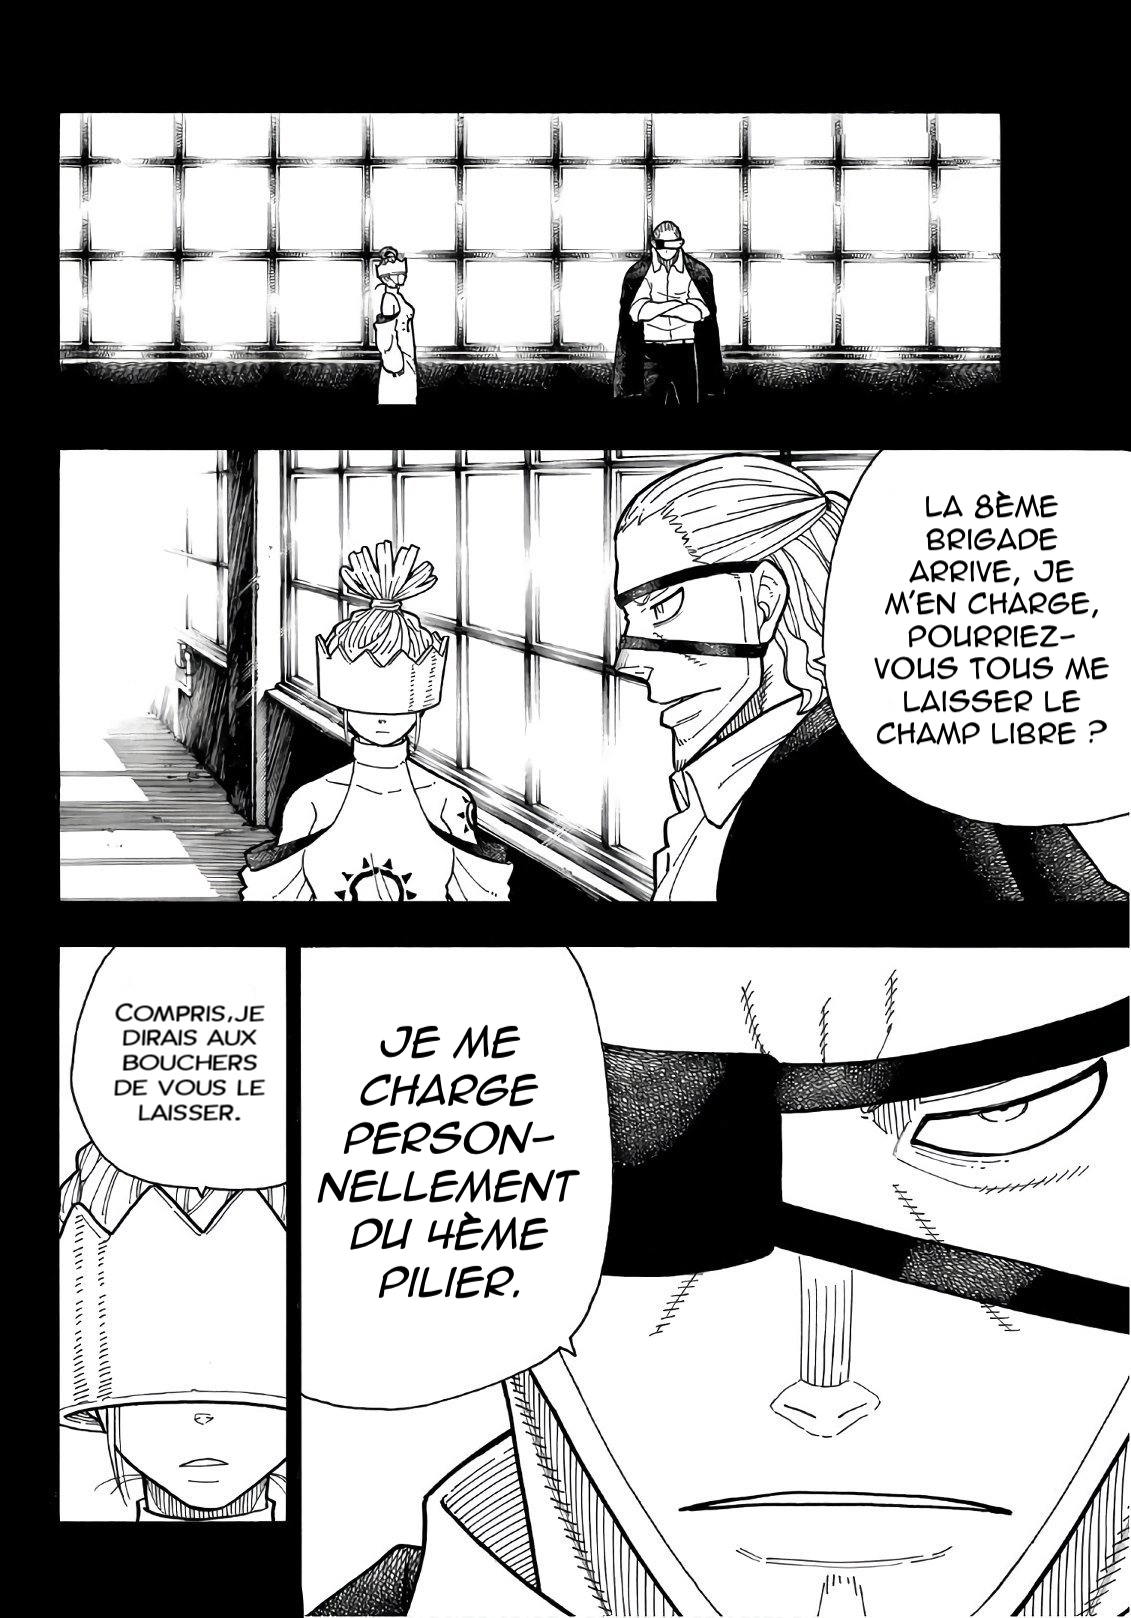 LA 8ÈME
BRIGADE
ARRIVE, JE
M'EN CHARGE,
POURRIEZ-
VOUS TOUS ME
LAISSER LE
CHAMP LIBRE ?
COMPRIS,JE
DIRAIS AUX
BOUCHERS
DE VOUS LE
LAISSER.
JE ME
CHARGE
PERSON-
NELLEMENT
DU 4ÈME
PILIER.